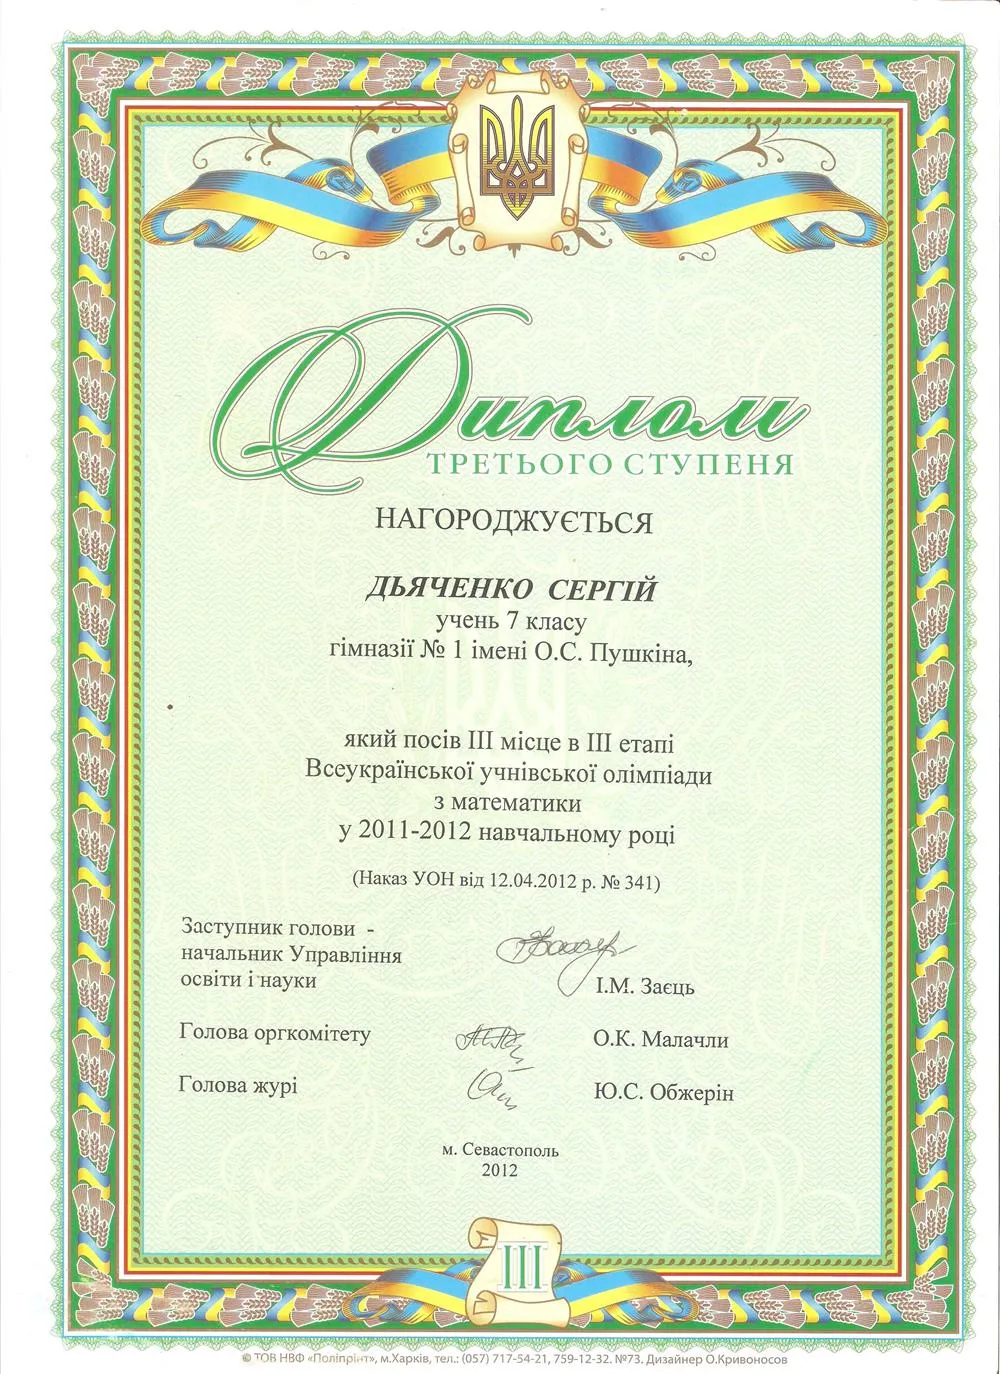 Диплом
ТРЕТЬОГО СТУПЕНЯ
НАГОРОДЖУЄТЬСЯ
ДЬЯЧЕНКО СЕРГІЙ
учень 7 класу
гімназії № 1 імені О.С. Пушкіна,
який посів III місце в III етапі
Всеукраїнської учнівської олімпіади
з математики
у 2011-2012 навчальному році
(Наказ УОН від 12.04.2012 р. № 341)
Заступник голови -
начальник Управління
освіти і науки
І.М. Заєць
Голова оргкомітету
О.К. Малачли
Голова журі
Ю.С. Обжерін
м. Севастополь
2012
III
© ТОВ НВФ «Поліпрінт», м.Харків, тел.: (057) 717-54-21, 759-12-32. №73. Дизайнер О.Кривоносов